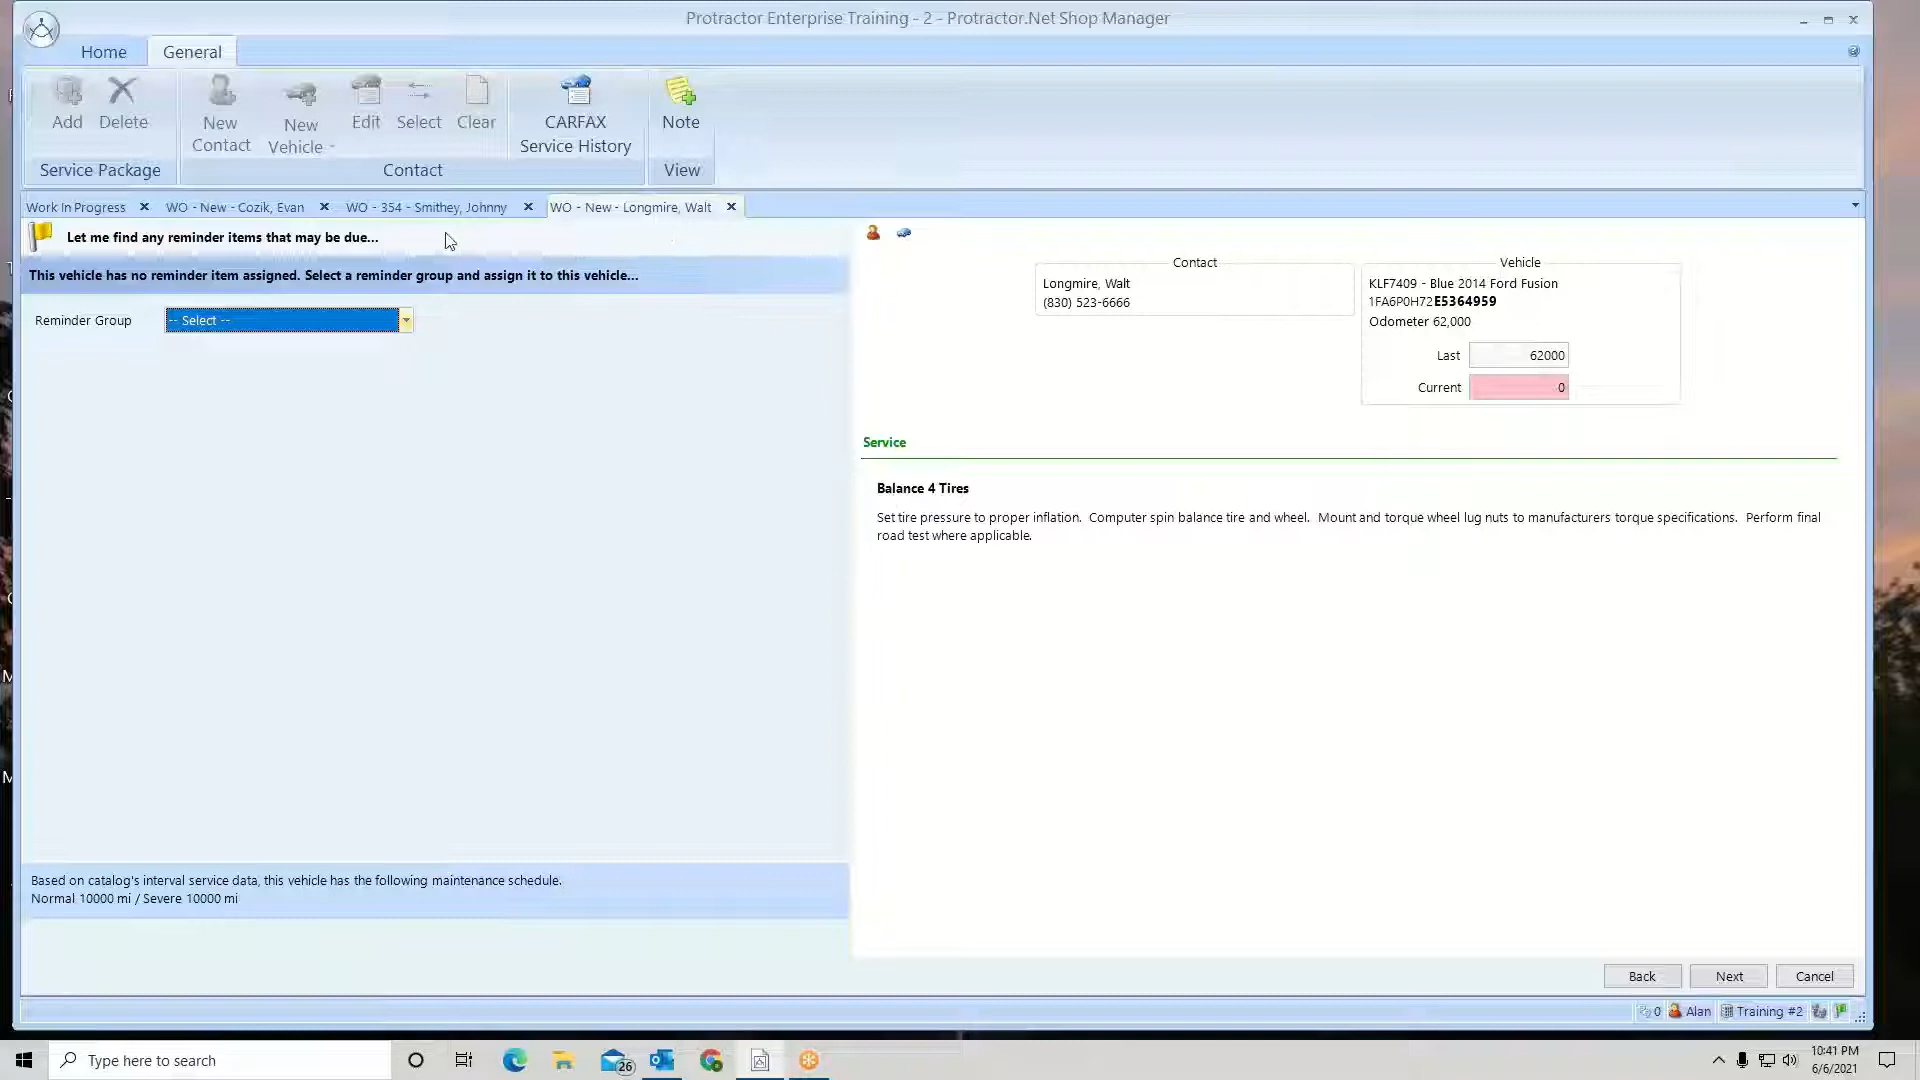 Protractor Enterprise Training - 2 - Protractor.Net Shop Manager
Home
General
Add
Delete
New Contact
New Vehicle
Edit
Select
Clear
CARFAX Service History
Note
Service Package
Contact
View
Work In Progress
WO - New - Cozik, Evan
WO - 354 - Smithey, Johnny
WO - New - Longmire, Walt
Let me find any reminder items that may be due...
This vehicle has no reminder item assigned. Select a reminder group and assign it to this vehicle...
Reminder Group
-- Select --
Based on catalog's interval service data, this vehicle has the following maintenance schedule.
Normal 10000 mi / Severe 10000 mi
Contact
Longmire, Walt
(830) 523-6666
Vehicle
KLF7409 - Blue 2014 Ford Fusion
1FA6P0H72E5364959
Odometer 62,000
Last
62000
Current
0
Service
Balance 4 Tires
Set tire pressure to proper inflation.  Computer spin balance tire and wheel.  Mount and torque wheel lug nuts to manufacturers torque specifications.  Perform final
road test where applicable.
Back
Next
Cancel
0
Alan
Training #2
Type here to search
26
10:41 PM
6/6/2021